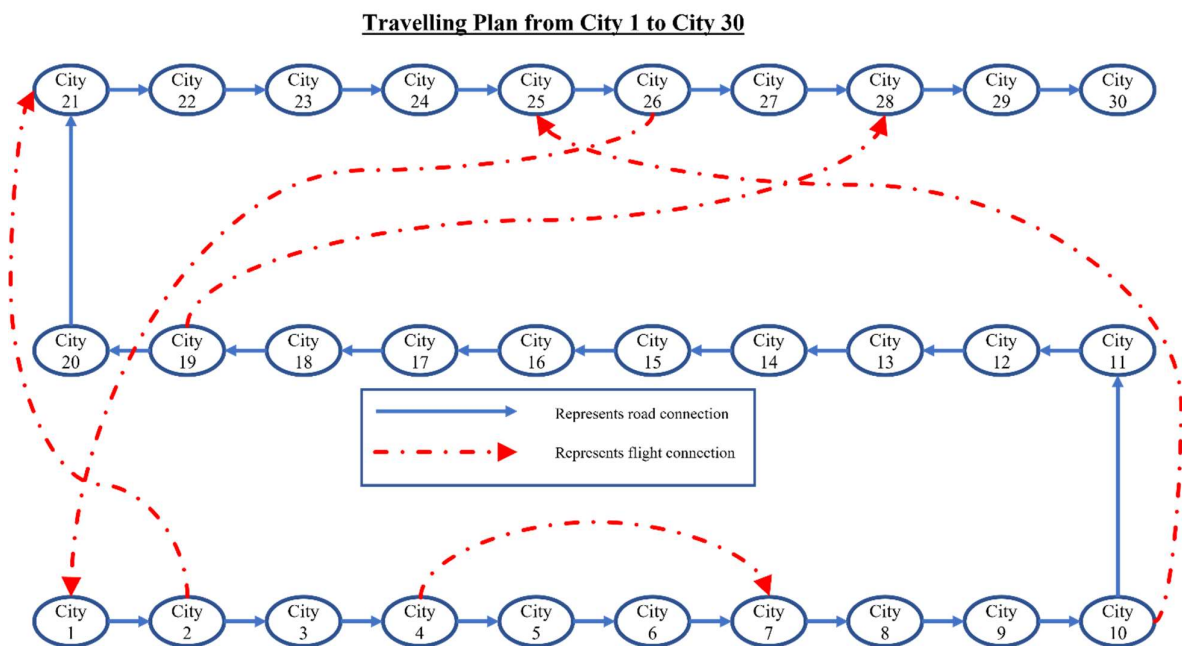 Travelling Plan from City 1 to City 30
City
21
City
22
City
23
City
24
City
25
City
26
City
27
City
28
City
29
City
30
City
20
City
19
City
18
City
17
City
16
City
15
City
14
City
13
City
12
City
11
Represents road connection
Represents flight connection
City
1
City
2
City
3
City
4
City
5
City
6
City
7
City
8
City
9
City
10